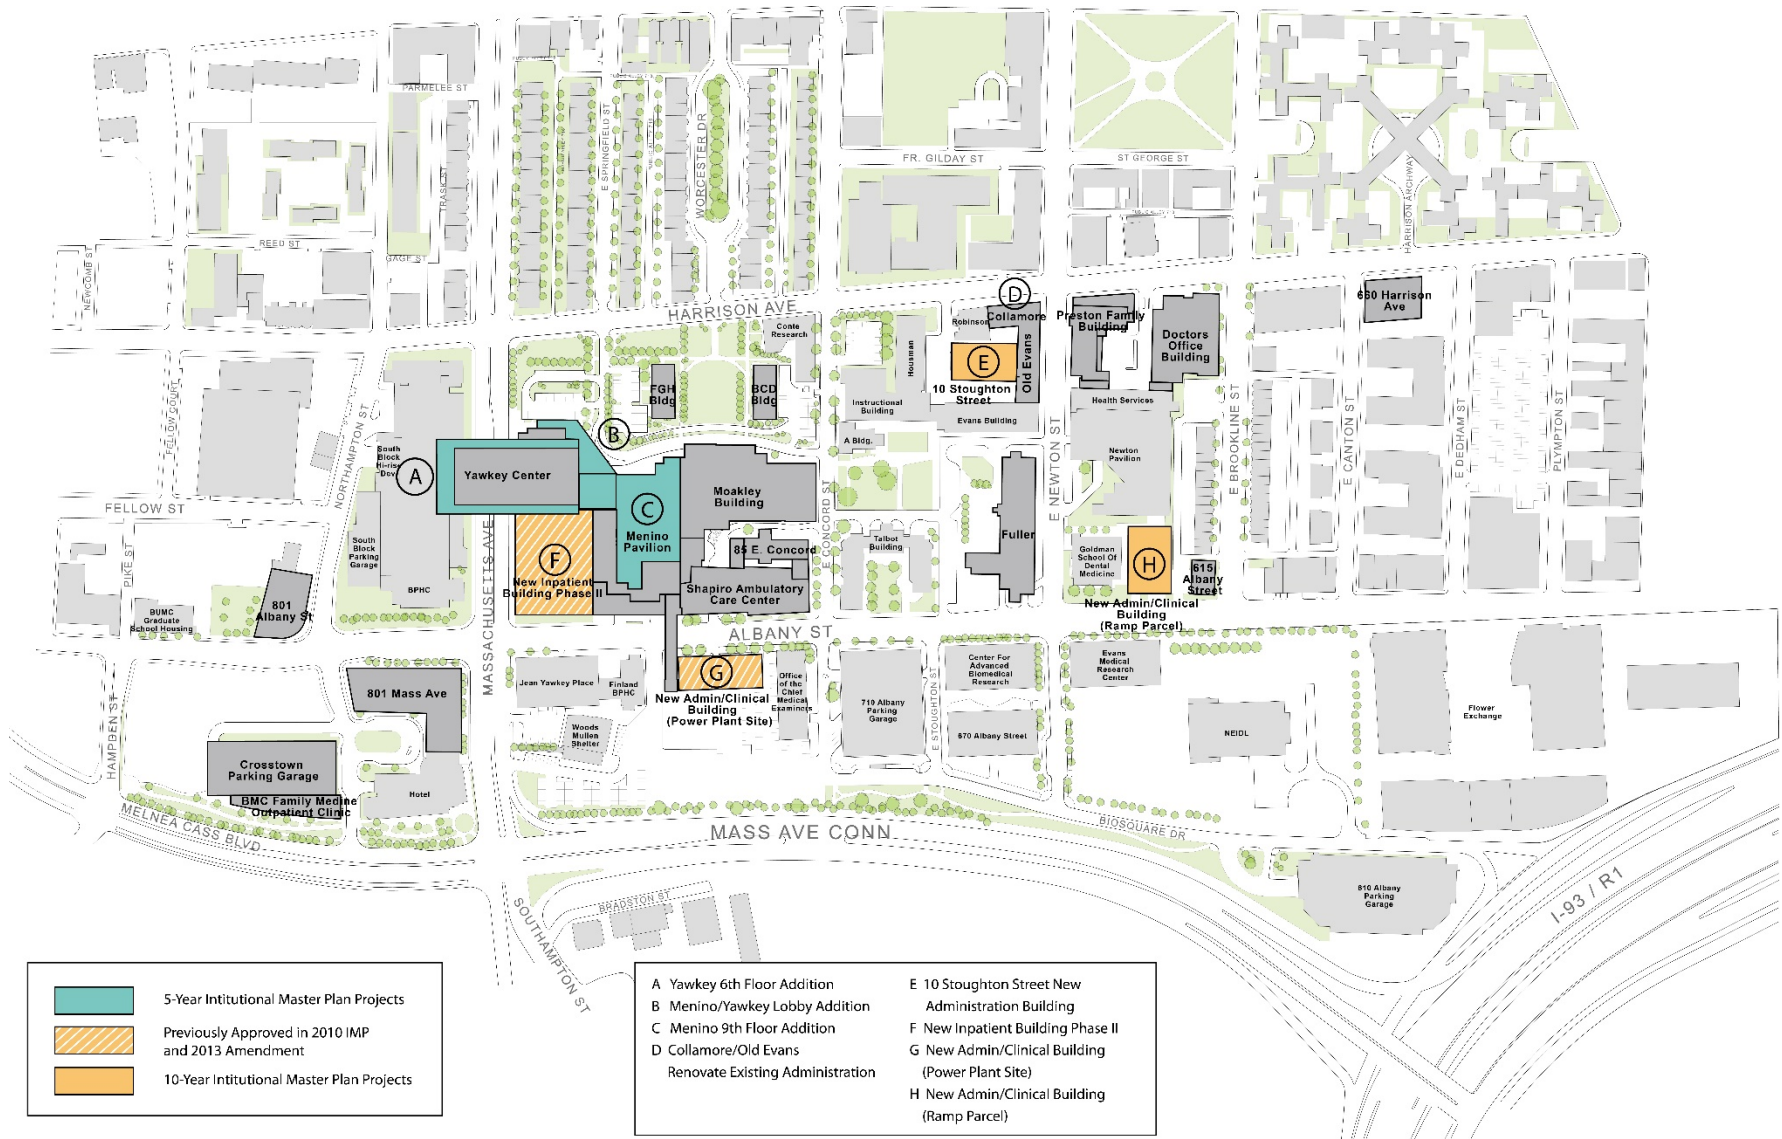 PARMELEE ST
E SPRINGFIELD ST
WORCESTER DR
TRASK ST
FR. GILDAY ST
ST GEORGE ST
HARRISON ARCHWAY
REED ST
GAGE ST
NEWCOMB ST
HARRISON AVE
Conte
Research
Robinson
D
Collamore
Preston Family
Building
Doctors
Office
Building
660 Harrison
Ave
Housman
E
10 Stoughton
Street
Old Evans
FELLOW COURT
NORTHAMPTON ST
FGH
Bldg
BCD
Bldg
Instructional
Building
Evans Building
Health Services
A Bldg.
E NEWTON ST
Newton
Pavilion
E BROOKLINE ST
E CANTON ST
E DEDHAM ST
PLYMPTON ST
B
South
Block
Hi-rise
Dev
A
Yawkey Center
Moakley
Building
C
Menino
Pavilion
E CONCORD ST
FELLOW ST
PIKE ST
South
Block
Parking
Garage
BPHC
MASSACHUSETTS AVE
F
New Inpatient
Building Phase II
85 E. Concord
Shapiro Ambulatory
Care Center
Talbot
Building
Fuller
Goldman
School Of
Dental
Medicine
H
615
Albany
Street
New Admin/Clinical
Building
(Ramp Parcel)
801
Albany St
BUMC
Graduate
School Housing
ALBANY ST
HAMPDEN ST
801 Mass Ave
Jean Yawkey Place
Finland
BPHC
G
New Admin/Clinical
Building
(Power Plant Site)
Office
of the
Chief
Medical
Examiners
710 Albany
Parking
Garage
E STOUGHTON ST
Center For
Advanced
Biomedical
Research
Evans
Medical
Research
Center
670 Albany Street
NEIDL
Flower
Exchange
Woods
Mullen
Shelter
Crosstown
Parking Garage
BMC Family Medine
Outpatient Clinic
Hotel
MELNEA CASS BLVD
MASS AVE CONN
BIOSQUARE DR
810 Albany
Parking
Garage
I-93 / R1
BRADSTON ST
SOUTHAMPTON ST
5-Year Intitutional Master Plan Projects
Previously Approved in 2010 IMP
and 2013 Amendment
10-Year Intitutional Master Plan Projects
A Yawkey 6th Floor Addition
B Menino/Yawkey Lobby Addition
C Menino 9th Floor Addition
D Collamore/Old Evans
Renovate Existing Administration
E 10 Stoughton Street New
Administration Building
F New Inpatient Building Phase II
G New Admin/Clinical Building
(Power Plant Site)
H New Admin/Clinical Building
(Ramp Parcel)